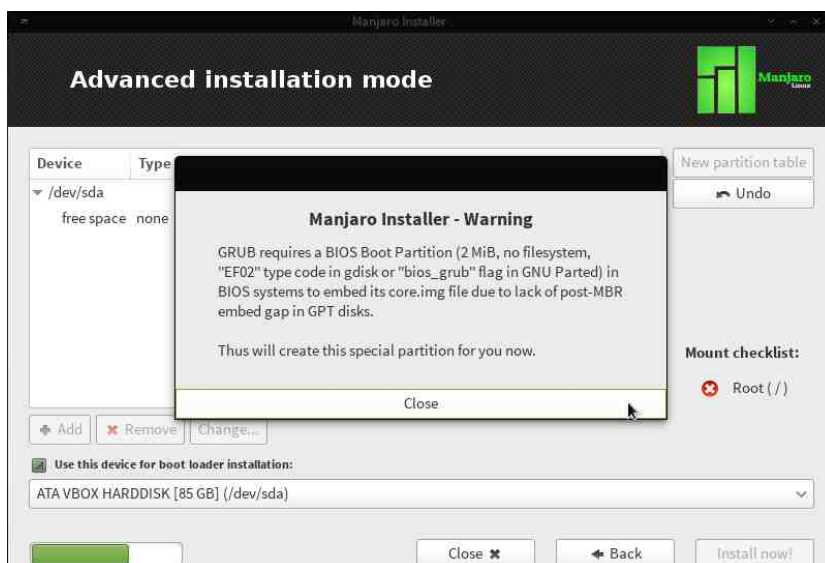 Manjaro Installer
Advanced installation mode
Manjaro
Linux
Device Type
New partition table
/dev/sda
Undo
free space none
Manjaro Installer - Warning
GRUB requires a BIOS Boot Partition (2 MiB, no filesystem,
"EF02" type code in gdisk or "bios_grub" flag in GNU Parted) in
BIOS systems to embed its core.img file due to lack of post-MBR
embed gap in GPT disks.
Thus will create this special partition for you now.
Close
Mount checklist:
Root ( / )
Add Remove Change...
Use this device for boot loader installation:
ATA VBOX HARDDISK [85 GB] (/dev/sda)
Close Back Install now!